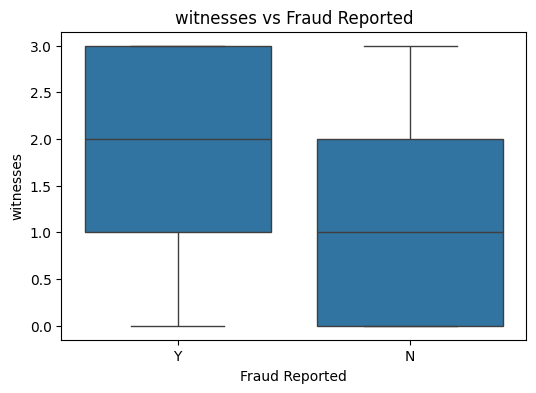 witnesses vs Fraud Reported
3.0
2.5
2.0
1.5
1.0
0.5
0.0
witnesses
Y
N
Fraud Reported